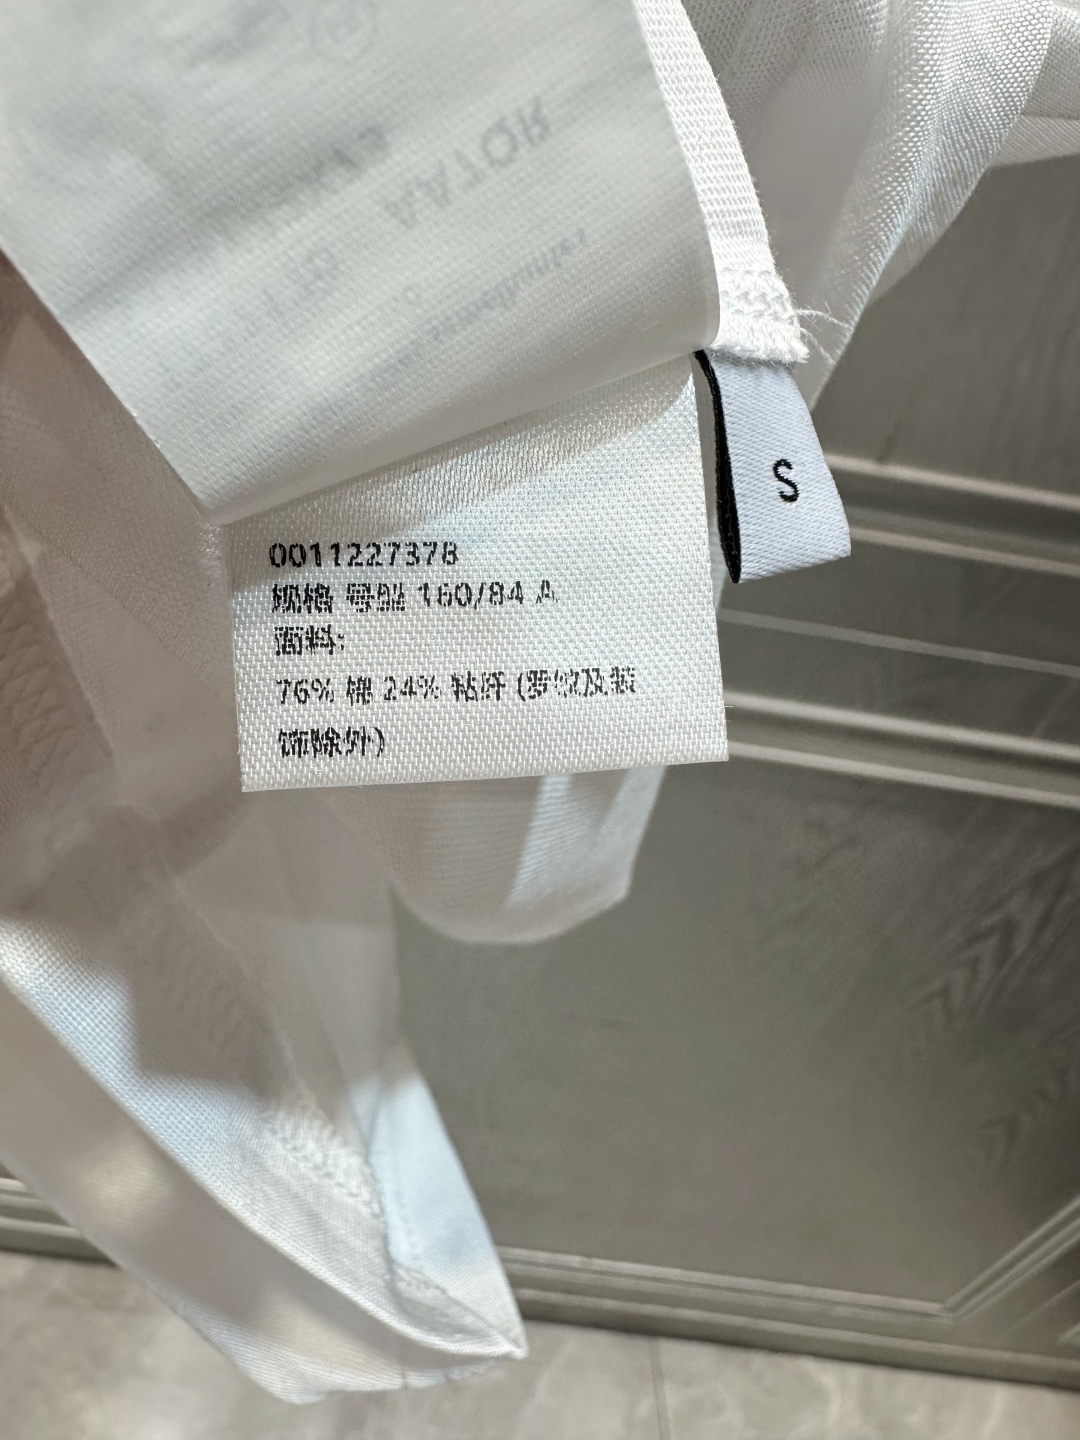 S
0011227378
规格 号型 160/84 A
面料:
76% 棉 24% 粘纤 (罗纹及装
饰除外)